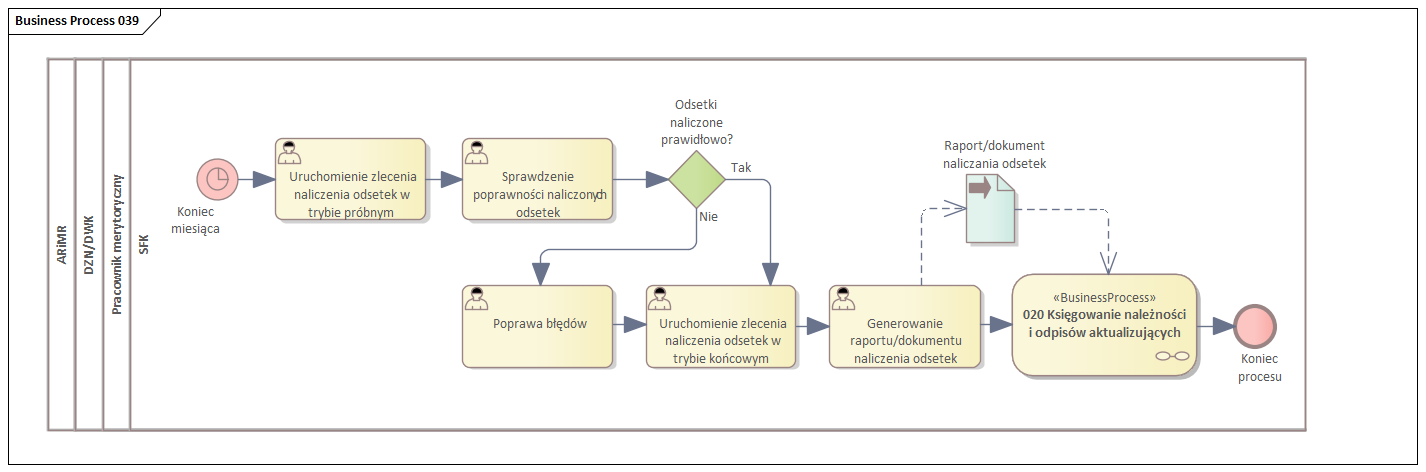 Business Process 039
ARiMR
DZN/DWK
Pracownik merytoryczny
SFK
Koniec
miesiąca
Uruchomienie zlecenia
naliczenia odsetek w
trybie próbnym
Sprawdzenie
poprawności naliczonych
odsetek
Odsetki
naliczone
prawidłowo?
Tak
Nie
Poprawa błędów
Uruchomienie zlecenia
naliczenia odsetek w
trybie końcowym
Generowanie
raportu/dokumentu
naliczenia odsetek
Raport/dokument
naliczania odsetek
«BusinessProcess»
020 Księgowanie należności
i odpisów aktualizujących
Koniec
procesu